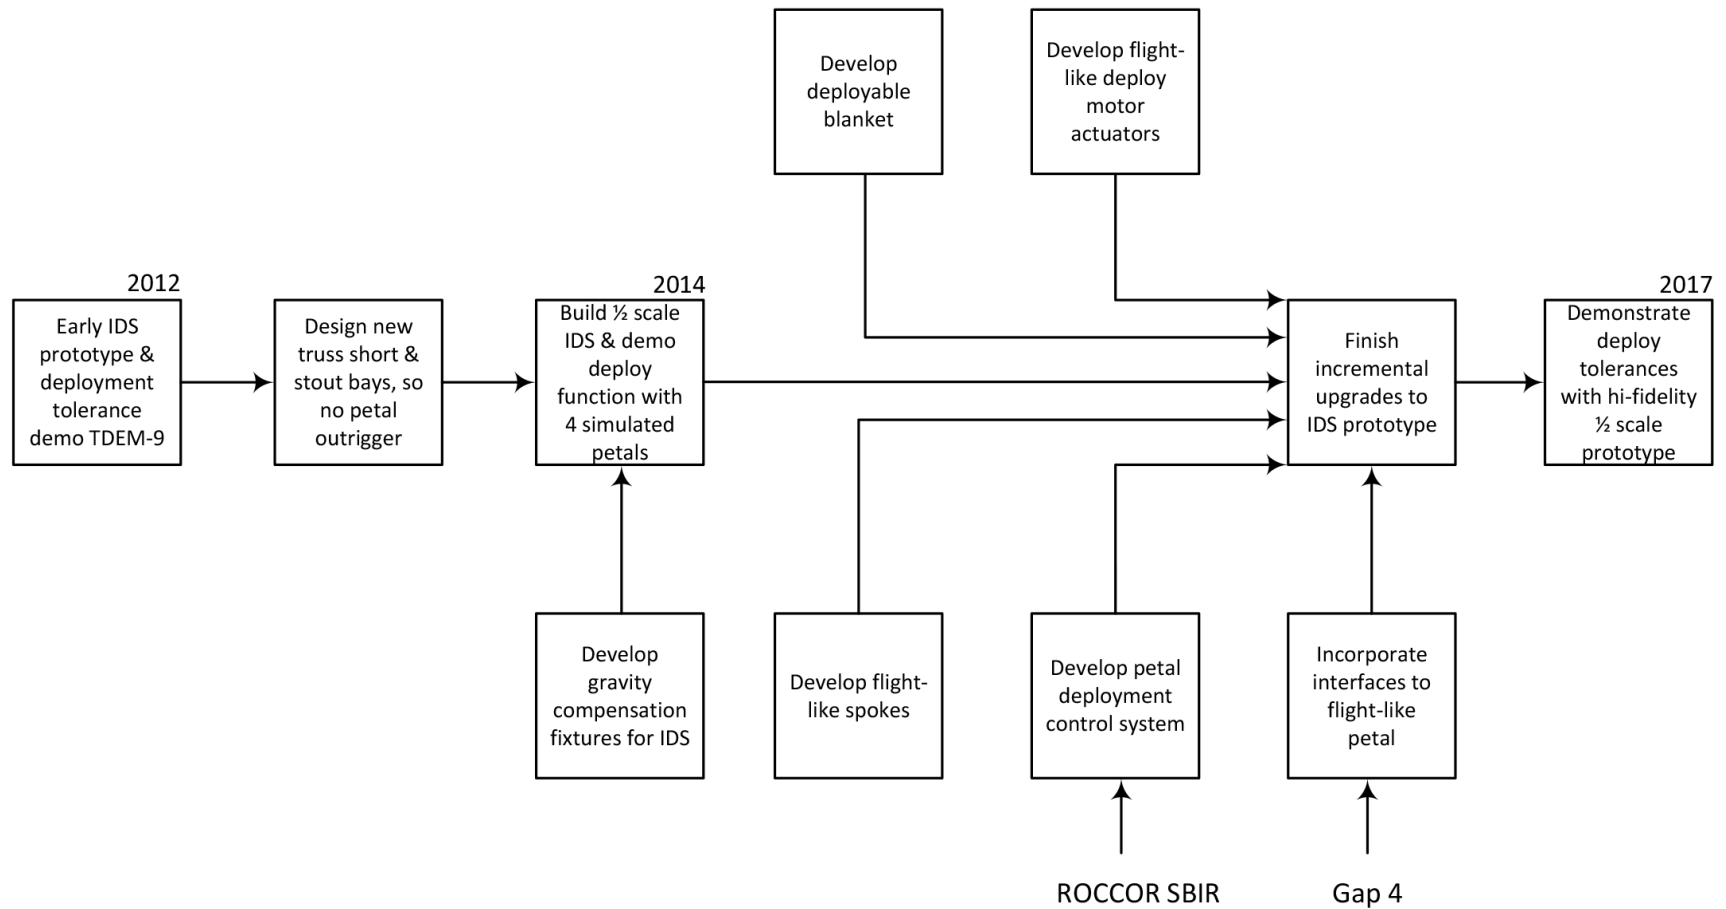 Develop
deployable
blanket
Develop flight-
like deploy
motor
actuators
2012
Early IDS
prototype &
deployment
tolerance
demo TDEM-9
Design new
truss short &
stout bays, so
no petal
outrigger
2014
Build ½ scale
IDS & demo
deploy
function with
4 simulated
petals
Finish
incremental
upgrades to
IDS prototype
2017
Demonstrate
deploy
tolerances
with hi-fidelity
½ scale
prototype
Develop
gravity
compensation
fixtures for IDS
Develop flight-
like spokes
Develop petal
deployment
control system
Incorporate
interfaces to
flight-like
petal
ROCCOR SBIR
Gap 4